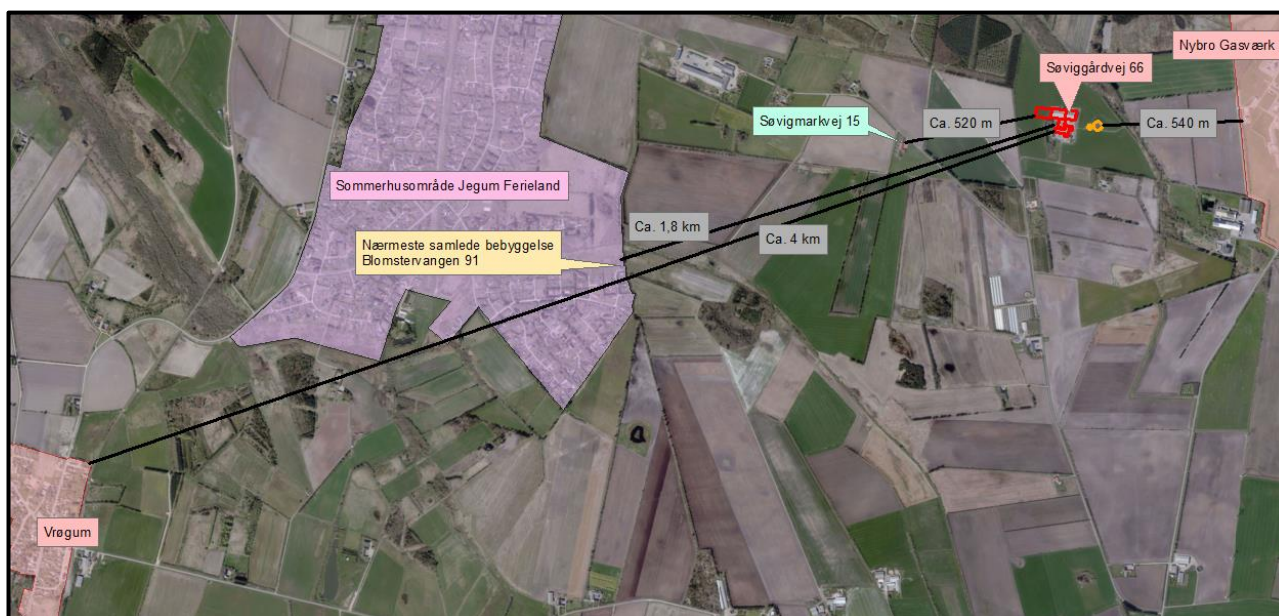 Nybro Gasværk
Søviggårdvej 66
Søvigmarkvej 15
Ca. 520 m
Ca. 540 m
Sommerhusområde Jegum Ferieland
Ca. 1,8 km
Ca. 4 km
Nærmeste samlede bebyggelse
Blomstervangen 91
Vrøgum